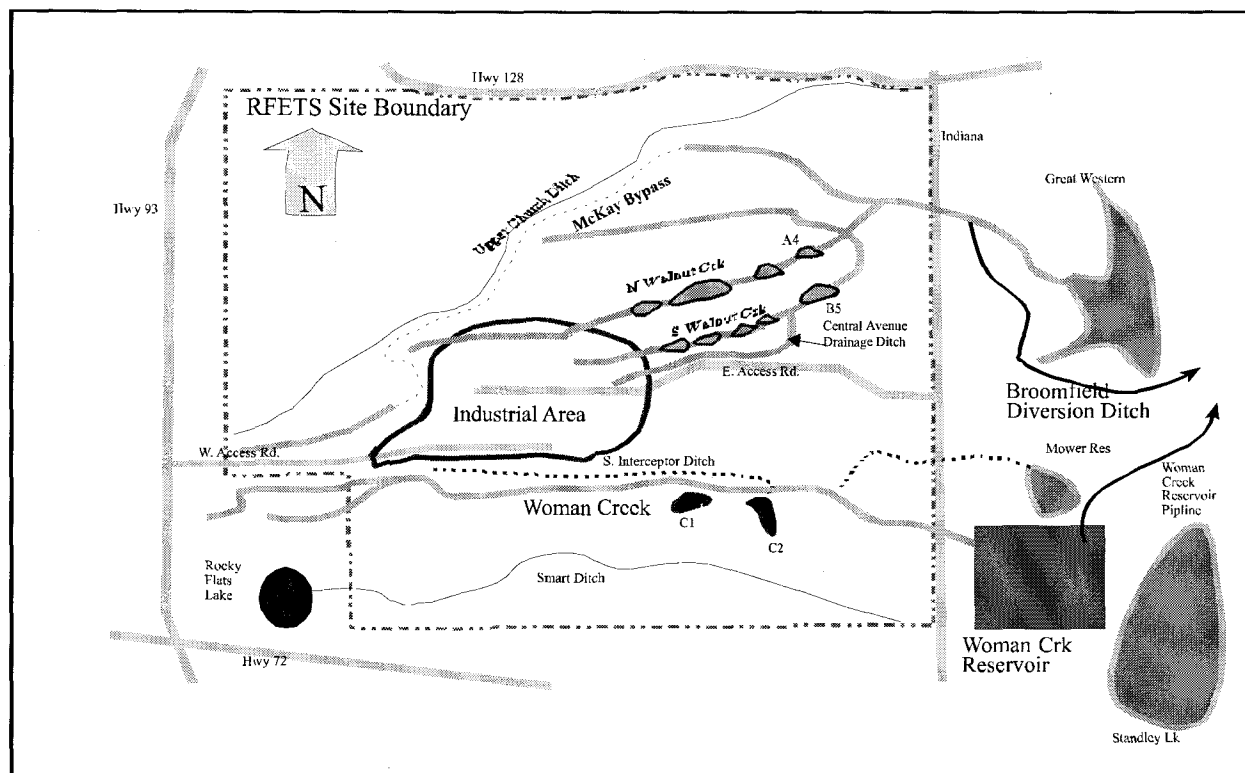 Hwy 128
RFETS Site Boundary
Indiana
N
Hwy 93
Great Western
Upper Church Ditch
McKay Bypass
A4
N Walnut Crk
B5
S Walnut Crk
Central Avenue
Drainage Ditch
E. Access Rd.
Broomfield
Diversion Ditch
Industrial Area
W. Access Rd.
S. Interceptor Ditch
Mower Res
Woman
Creek
Reservoir
Pipline
Woman Creek
C1
C2
Rocky
Flats
Lake
Smart Ditch
Woman Crk
Reservoir
Hwy 72
Standley Lk